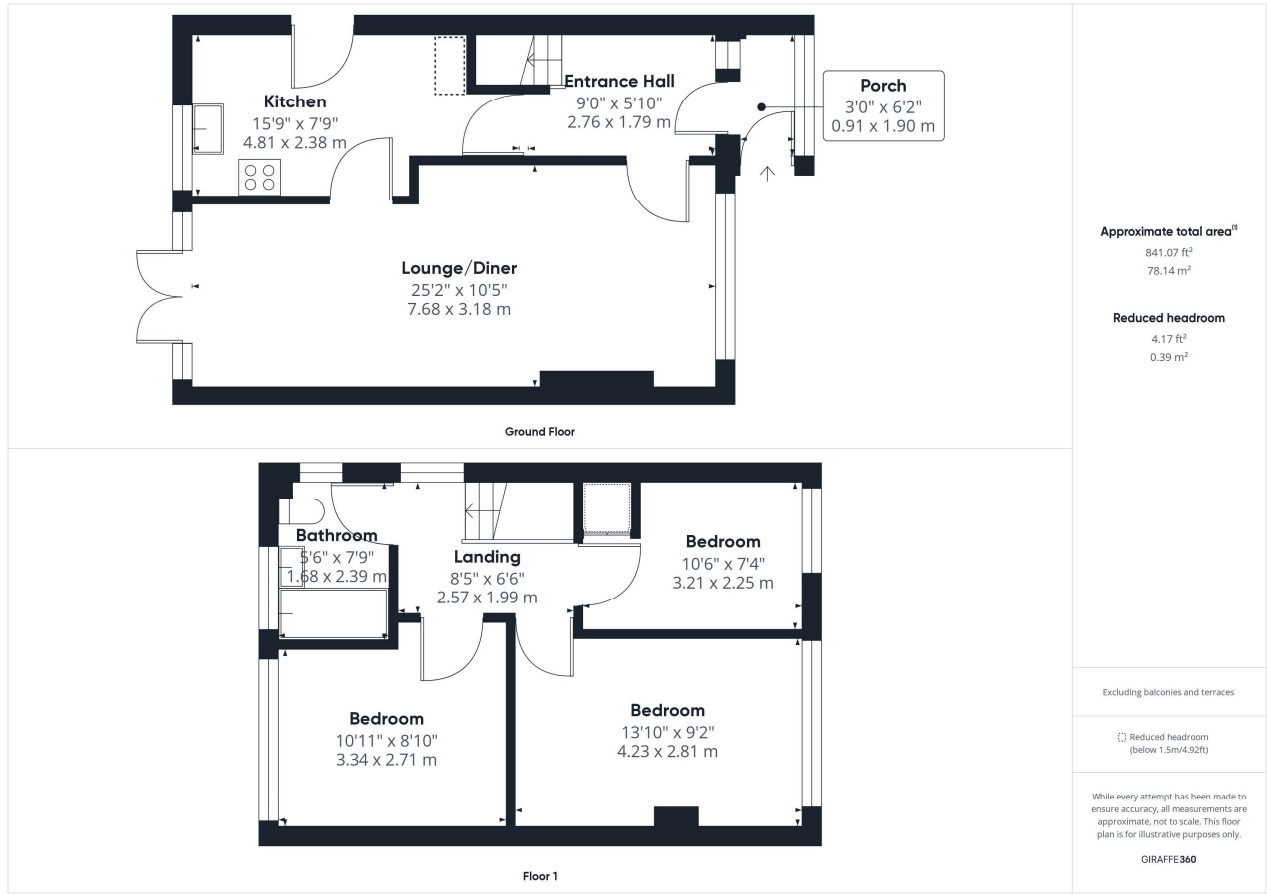 Kitchen
15'9" x 7'9"
4.81 x 2.38 m
Entrance Hall
9'0" x 5'10"
2.76 x 1.79 m
Porch
3'0" x 6'2"
0.91 x 1.90 m
Lounge/Diner
25'2" x 10'5"
7.68 x 3.18 m
Ground Floor
Bathroom
5'6" x 7'9"
1.68 x 2.39 m
Landing
8'5" x 6'6"
2.57 x 1.99 m
Bedroom
10'6" x 7'4"
3.21 x 2.25 m
Bedroom
10'11" x 8'10"
3.34 x 2.71 m
Bedroom
13'10" x 9'2"
4.23 x 2.81 m
Floor 1
Approximate total area⁽¹⁾
841.07 ft²
78.14 m²
Reduced headroom
4.17 ft²
0.39 m²
Excluding balconies and terraces
Reduced headroom
(below 1.5m/4.92ft)
While every attempt has been made to
ensure accuracy, all measurements are
approximate, not to scale. This floor
plan is for illustrative purposes only.
GIRAFFE360